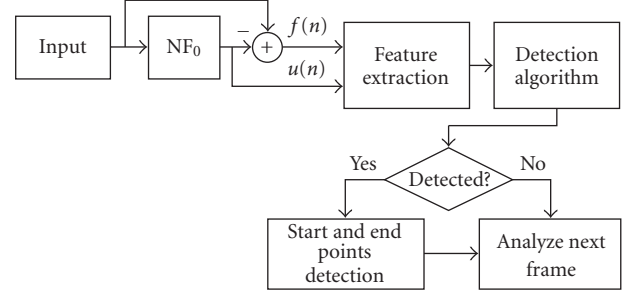 Input
NF₀
−
+
f(n)
u(n)
Feature
extraction
Detection
algorithm
Detected?
Yes
No
Start and end
points
detection
Analyze next
frame